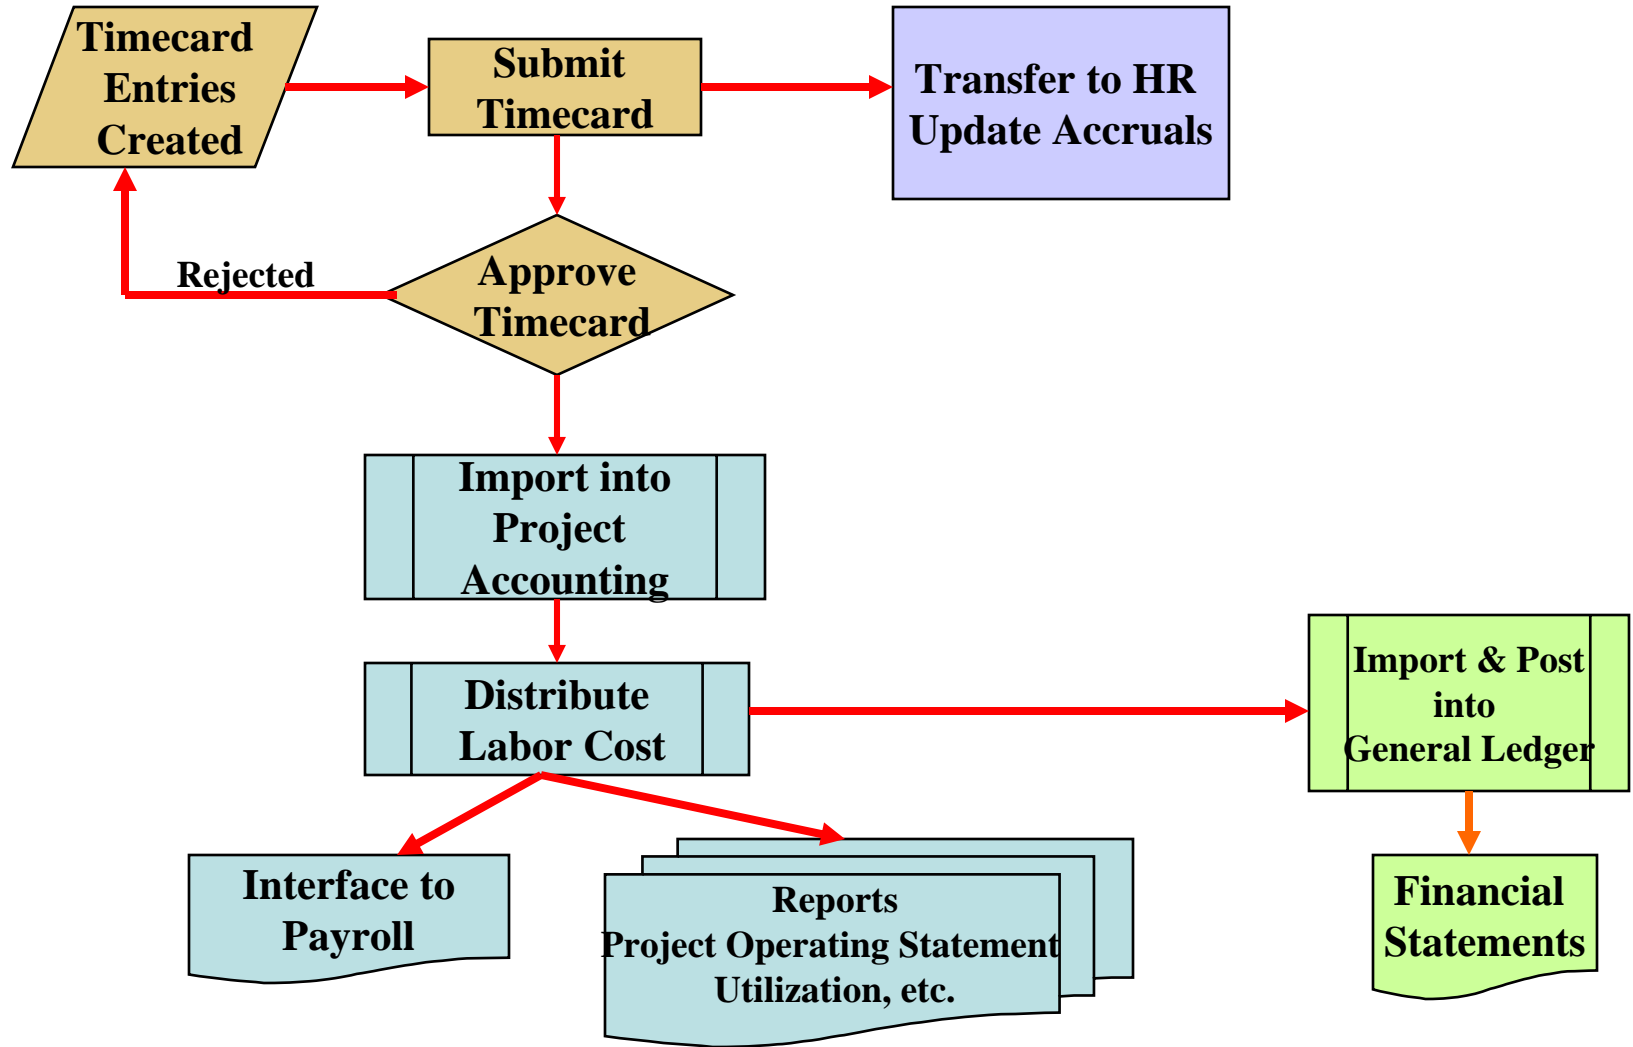 Timecard
Entries
Created
Submit
Timecard
Transfer to HR
Update Accruals
Rejected
Approve
Timecard
Import into
Project
Accounting
Distribute
Labor Cost
Import & Post
into
General Ledger
Interface to
Payroll
Reports
Project Operating Statement
Utilization, etc.
Financial
Statements